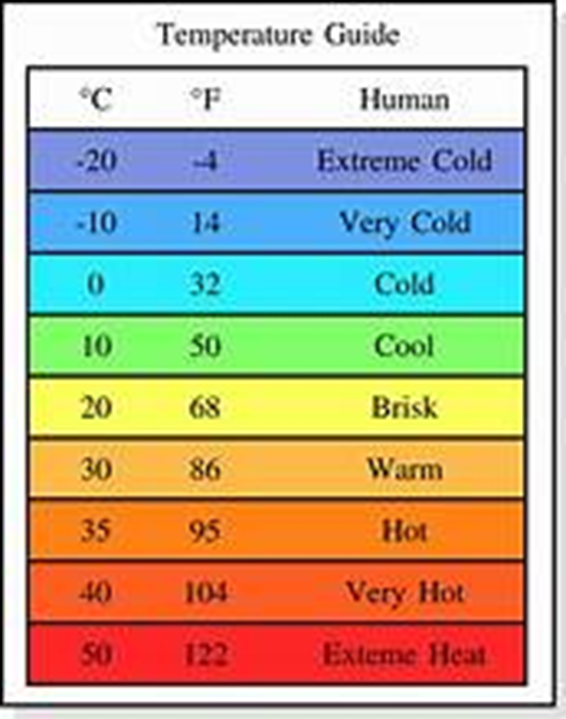 Temperature Guide
°C °F Human
-20 -4 Extreme Cold
-10 14 Very Cold
0 32 Cold
10 50 Cool
20 68 Brisk
30 86 Warm
35 95 Hot
40 104 Very Hot
50 122 Exteme Heat